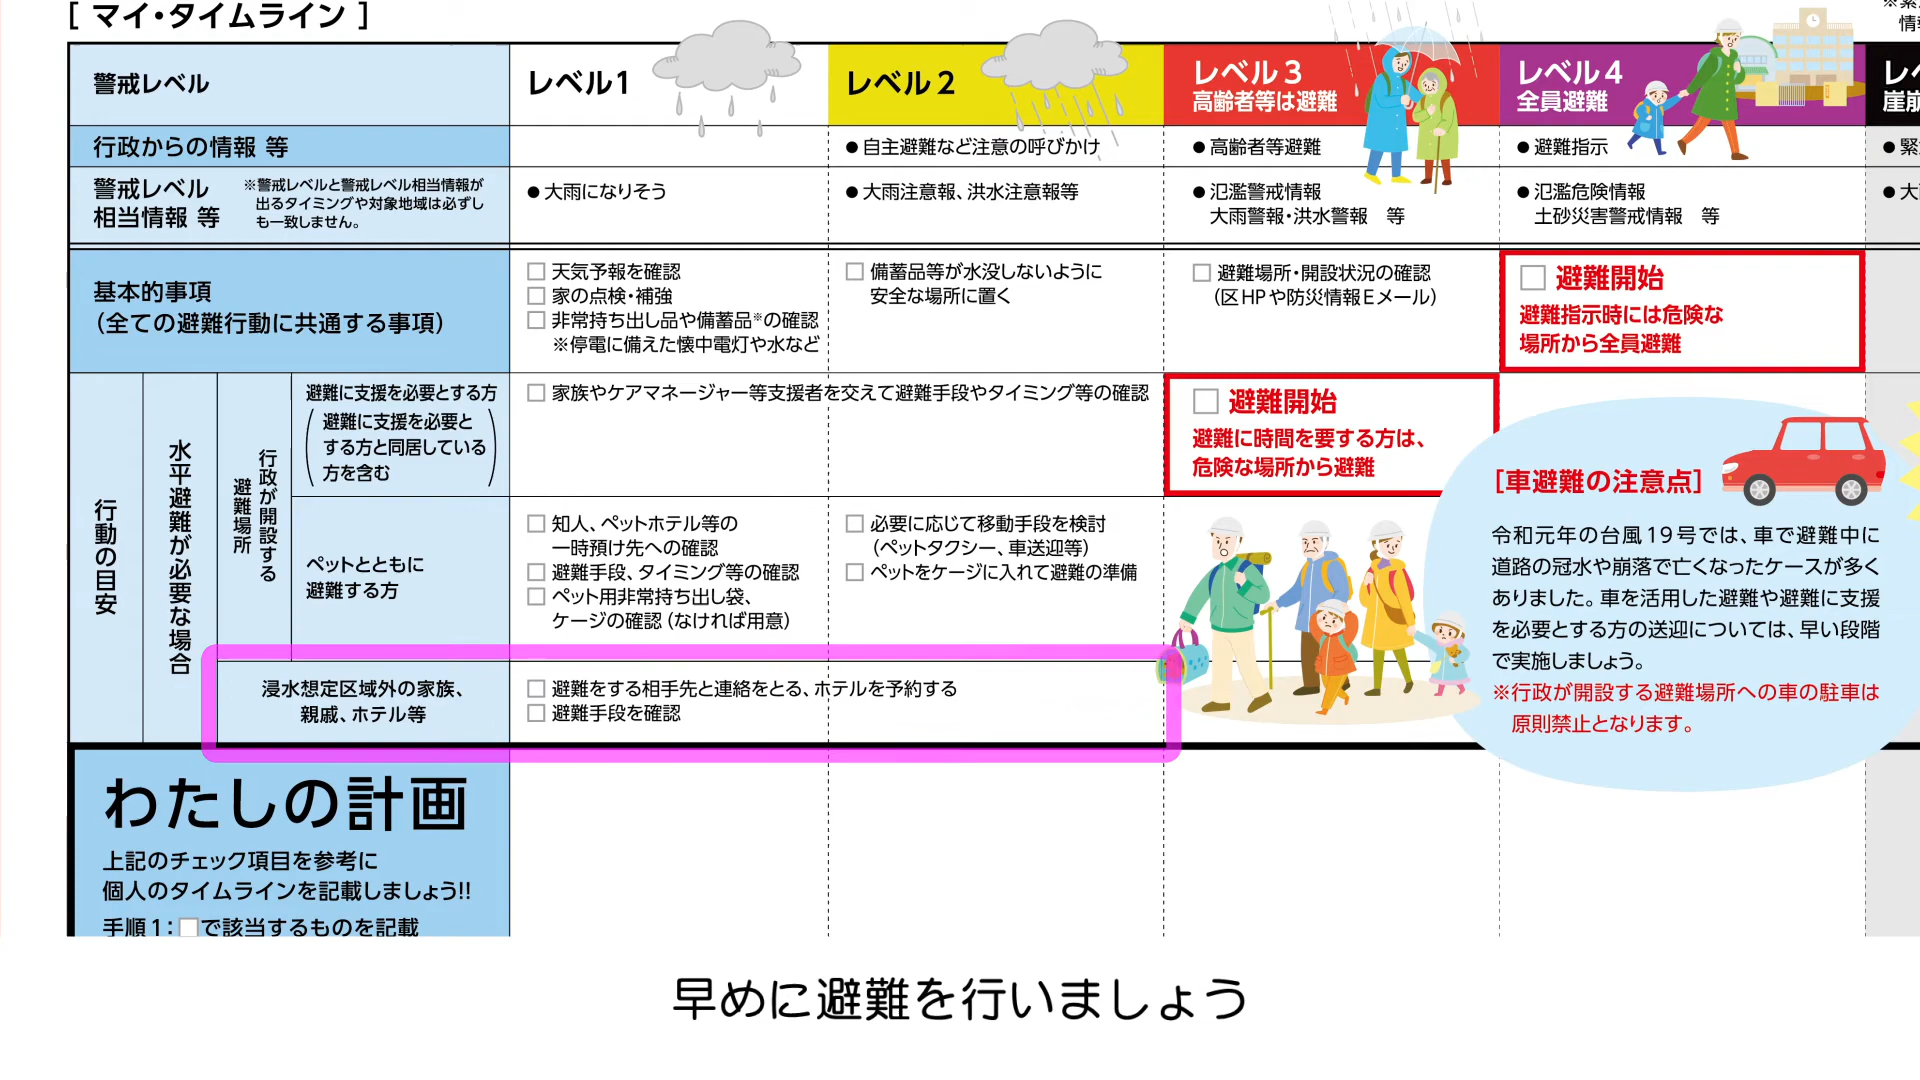 [ マイ・タイムライン ]
警戒レベル
レベル1
レベル2
レベル3
高齢者等は避難
レベル4
全員避難
行政からの情報 等
●自主避難など注意の呼びかけ
●高齢者等避難
●避難指示
警戒レベル
相当情報 等
※警戒レベルと警戒レベル相当情報が
出るタイミングや対象地域は必ずし
も一致しません。
●大雨になりそう
●大雨注意報、洪水注意報等
●氾濫警戒情報
大雨警報・洪水警報 等
●氾濫危険情報
土砂災害警戒情報 等
基本的事項
（全ての避難行動に共通する事項）
□ 天気予報を確認
□ 家の点検・補強
□ 非常持ち出し品や備蓄品※の確認
※停電に備えた懐中電灯や水など
□ 備蓄品等が水没しないように
安全な場所に置く
□ 避難場所・開設状況の確認
（区HPや防災情報Eメール）
□ 避難開始
避難指示時には危険な
場所から全員避難
行動の目安
水平避難が必要な場合
行政が開設する
避難場所
避難に支援を必要とする方
（避難に支援を必要と
する方と同居している
方を含む）
□ 家族やケアマネージャー等支援者を交えて避難手段やタイミング等の確認
□ 避難開始
避難に時間を要する方は、
危険な場所から避難
ペットとともに
避難する方
□ 知人、ペットホテル等の
一時預け先への確認
□ 避難手段、タイミング等の確認
□ ペット用非常持ち出し袋、
ケージの確認（なければ用意）
□ 必要に応じて移動手段を検討
（ペットタクシー、車送迎等）
□ ペットをケージに入れて避難の準備
浸水想定区域外の家族、
親戚、ホテル等
□ 避難をする相手先と連絡をとる、ホテルを予約する
□ 避難手段を確認
[車避難の注意点]
令和元年の台風19号では、車で避難中に
道路の冠水や崩落で亡くなったケースが多く
ありました。車を活用した避難や避難に支援
を必要とする方の送迎については、早い段階
で実施しましょう。
※行政が開設する避難場所への車の駐車は
原則禁止となります。
わたしの計画
上記のチェック項目を参考に
個人のタイムラインを記載しましょう!!
手順1：□で該当するものを記載
早めに避難を行いましょう